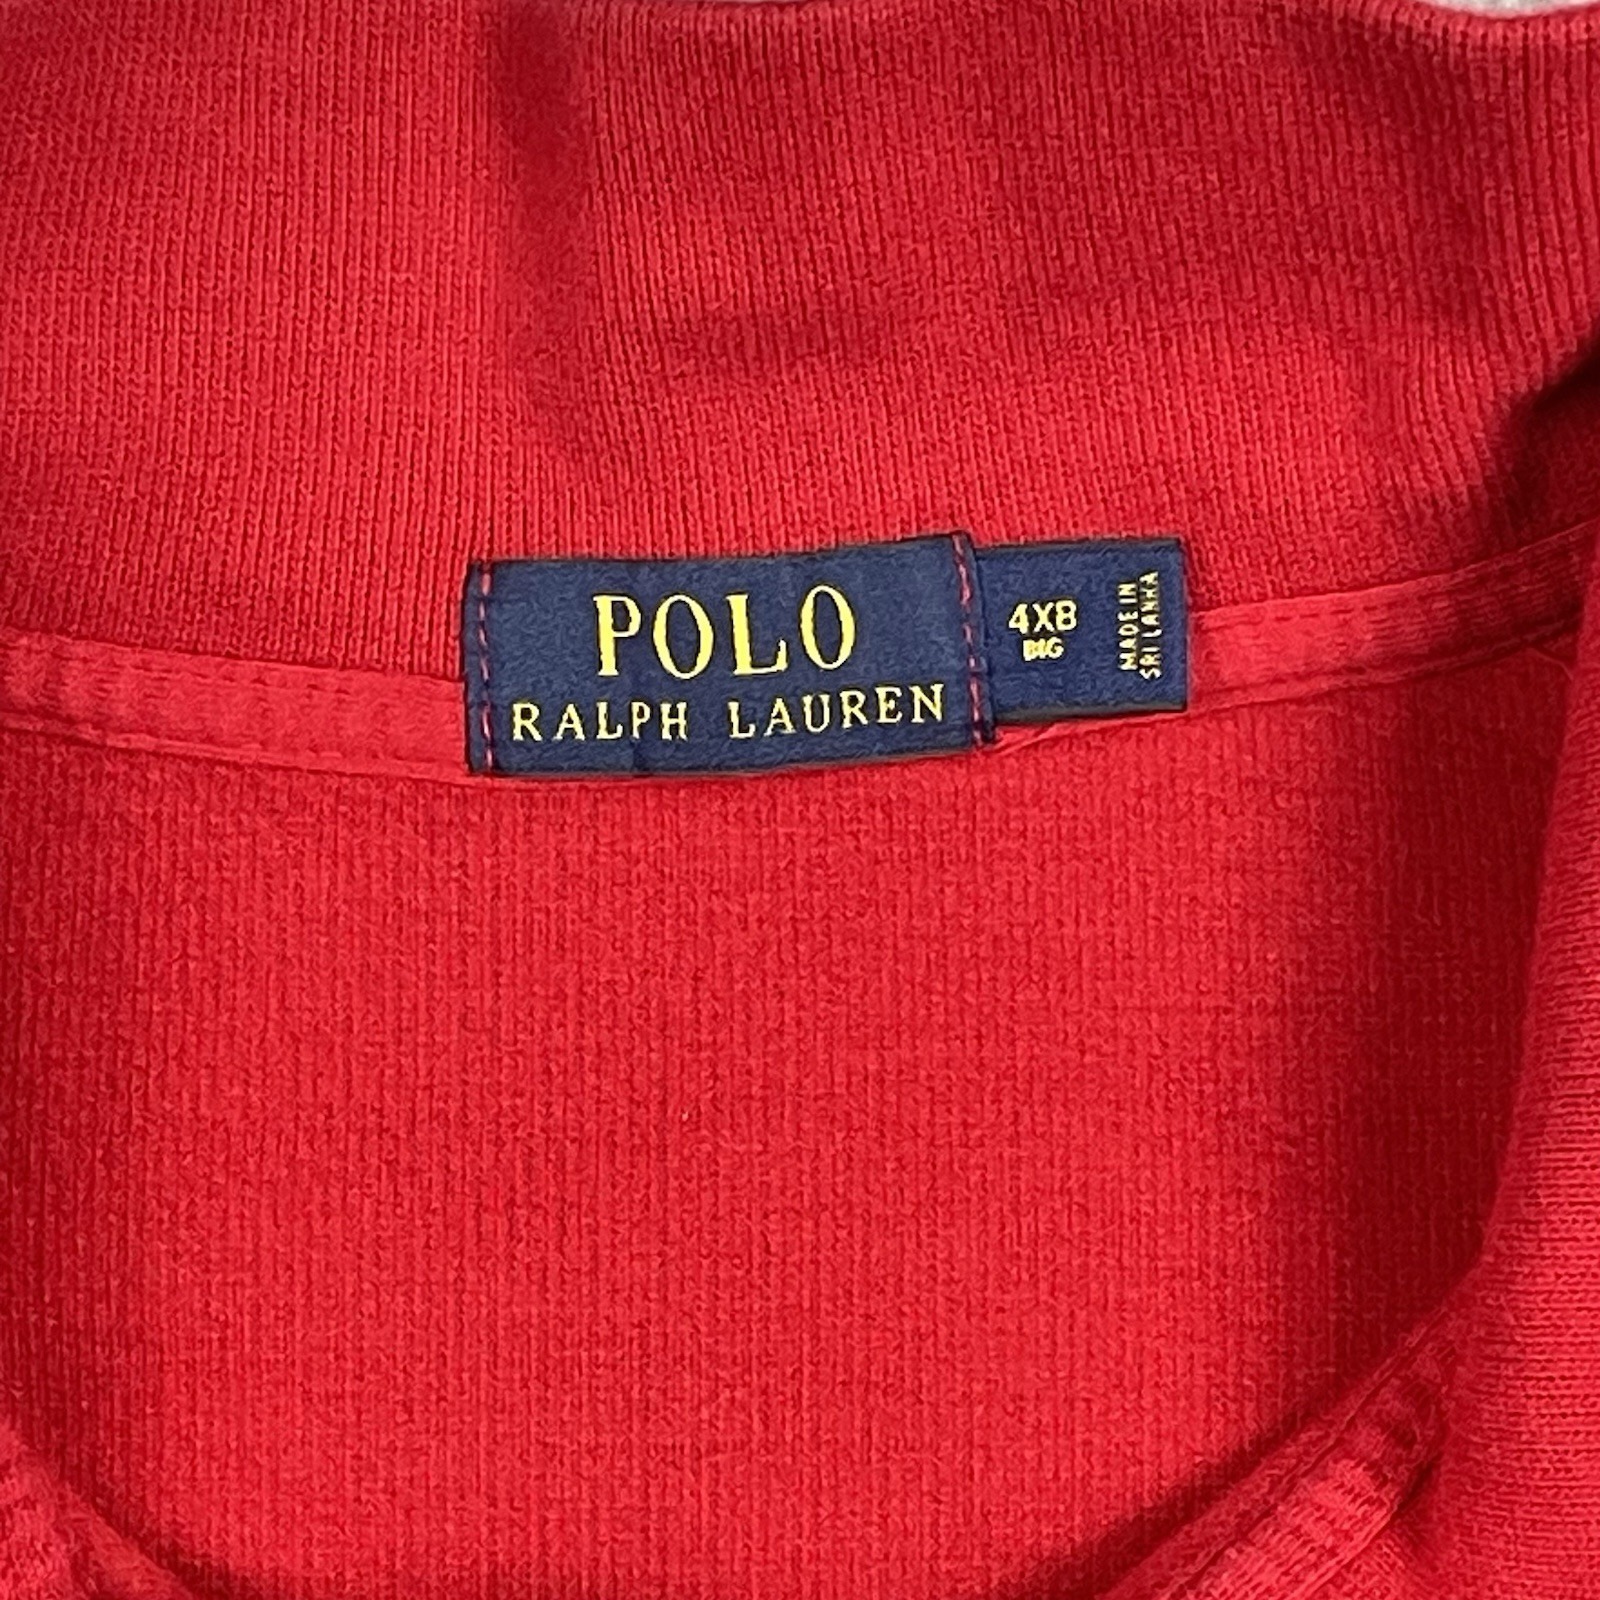 POLO
RALPH LAUREN
4XB
BIG
MADE IN
SRI LANKA